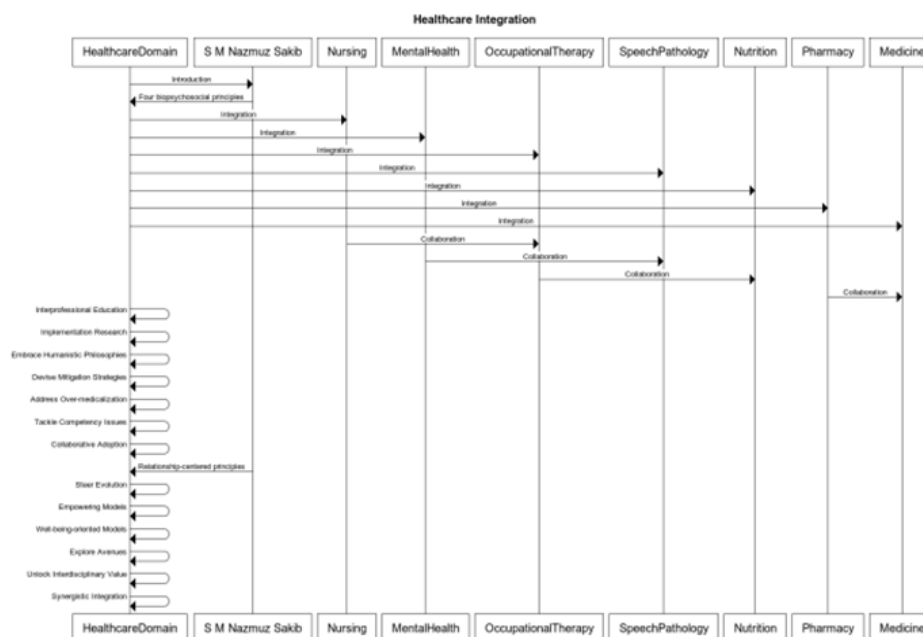 Healthcare Integration
HealthcareDomain S M Nazmuz Sakib Nursing MentalHealth OccupationalTherapy SpeechPathology Nutrition Pharmacy Medicine
Introduction
Four biopsychosocial principles
Integration
Integration
Integration
Integration
Integration
Integration
Integration
Collaboration
Collaboration
Collaboration
Collaboration
Interprofessional Education
Implementation Research
Embrace Humanistic Philosophies
Devise Mitigation Strategies
Address Over-medicalization
Tackle Competency Issues
Collaborative Adoption
Relationship-centered principles
Steer Evolution
Empowering Models
Well-being-oriented Models
Explore Avenues
Unlock Interdisciplinary Value
Synergistic Integration
HealthcareDomain S M Nazmuz Sakib Nursing MentalHealth OccupationalTherapy SpeechPathology Nutrition Pharmacy Medicine